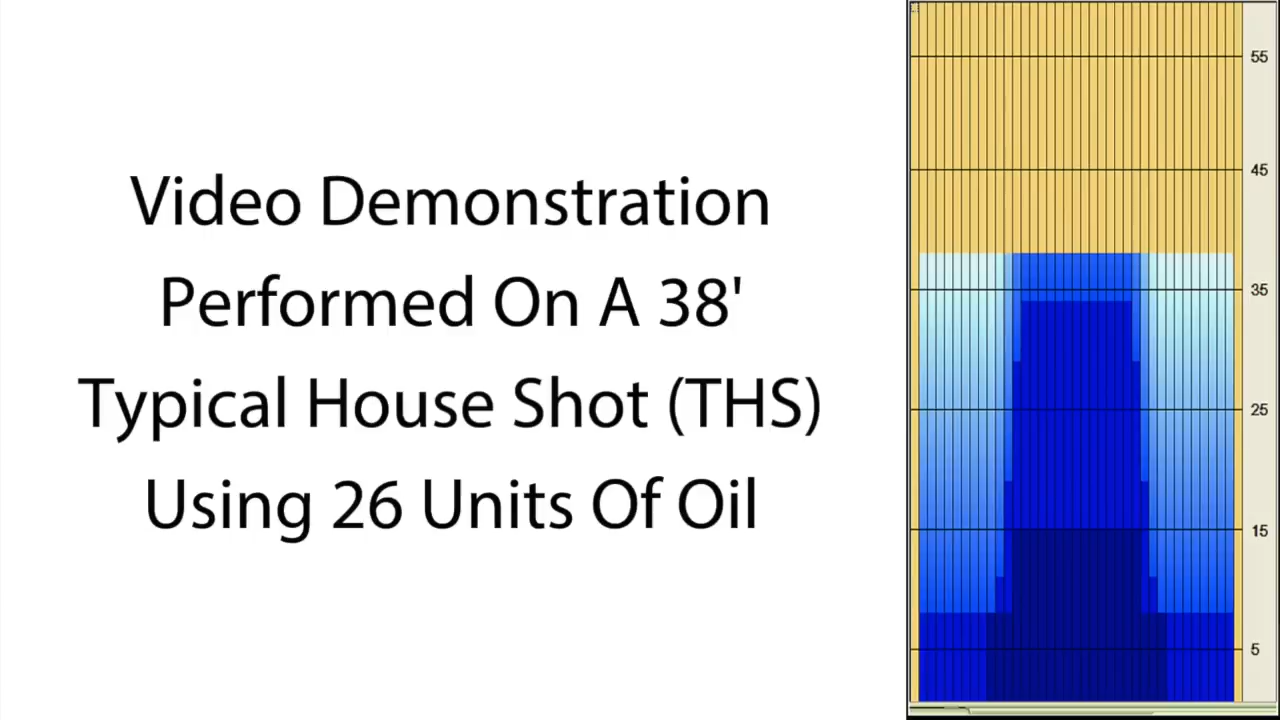 Video Demonstration
Performed On A 38'
Typical House Shot (THS)
Using 26 Units Of Oil
55
45
35
25
15
5